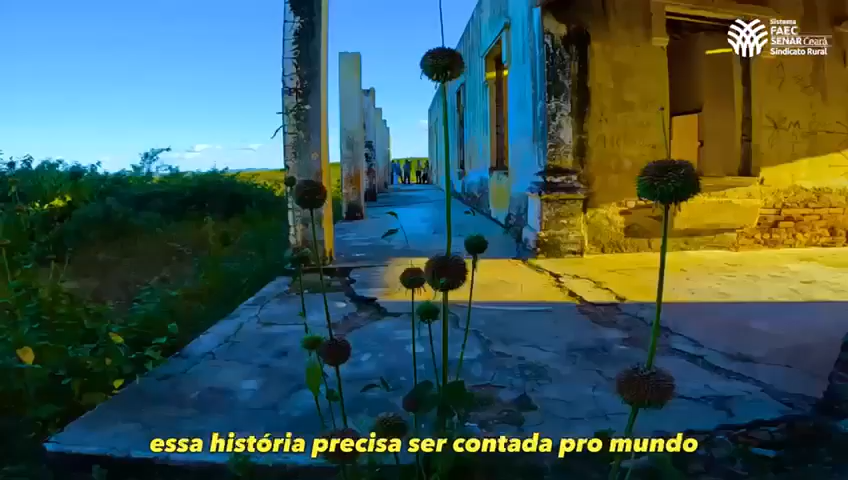 Sistema
FAEC
SENAR Ceará
Sindicato Rural
essa história precisa ser contada pro mundo